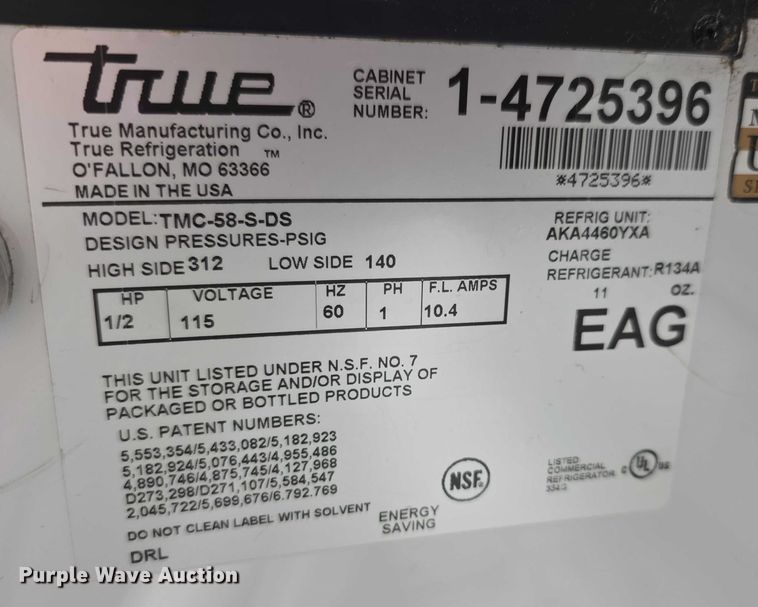 true®
True Manufacturing Co., Inc.
True Refrigeration ™
O'FALLON, MO 63366
MADE IN THE USA
CABINET
SERIAL
NUMBER: 1-4725396
*4725396*
MODEL: TMC-58-S-DS
DESIGN PRESSURES-PSIG
HIGH SIDE 312 LOW SIDE 140
REFRIG UNIT:
AKA4460YXA
CHARGE
REFRIGERANT: R134A
11 OZ.
HP VOLTAGE HZ PH F.L. AMPS
1/2 115 60 1 10.4
EAG
THIS UNIT LISTED UNDER N.S.F. NO. 7
FOR THE STORAGE AND/OR DISPLAY OF
PACKAGED OR BOTTLED PRODUCTS
U.S. PATENT NUMBERS:
5,553,354/5,433,082/5,182,923
5,182,924/5,076,443/4,955,486
4,890,746/4,875,745/4,127,968
D273,298/D271,107/5,584,547
2,045,722/5,699,676/6.792.769
DO NOT CLEAN LABEL WITH SOLVENT
DRL
ENERGY
SAVING
NSF.
LISTED
COMMERCIAL
REFRIGERATOR
C UL US
Purple Wave Auction